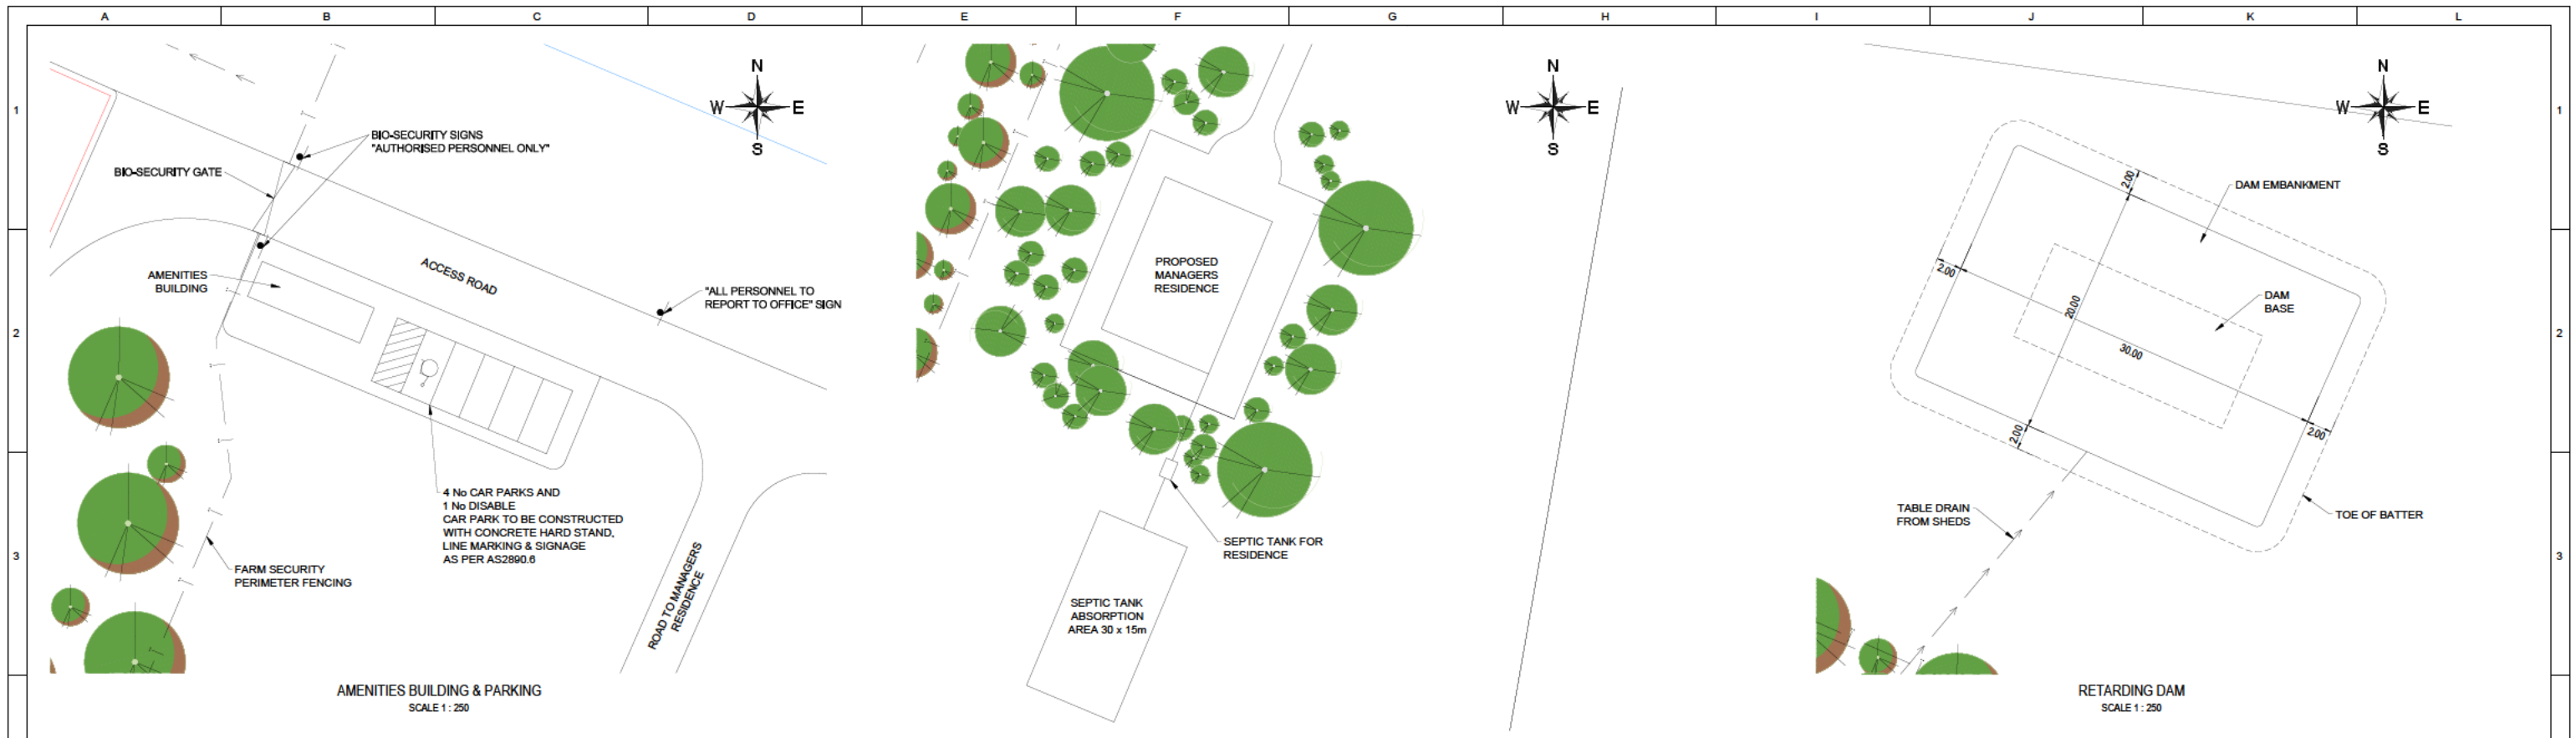 A B C D E F G H I J K L
1
2
3
N
W E
S
BIO-SECURITY SIGNS
"AUTHORISED PERSONNEL ONLY"
BIO-SECURITY GATE
AMENITIES
BUILDING
ACCESS ROAD
"ALL PERSONNEL TO
REPORT TO OFFICE" SIGN
4 No CAR PARKS AND
1 No DISABLE
CAR PARK TO BE CONSTRUCTED
WITH CONCRETE HARD STAND,
LINE MARKING & SIGNAGE
AS PER AS2890.6
FARM SECURITY
PERIMETER FENCING
ROAD TO MANAGERS
RESIDENCE
AMENITIES BUILDING & PARKING
SCALE 1 : 250
N
W E
S
PROPOSED
MANAGERS
RESIDENCE
SEPTIC TANK FOR
RESIDENCE
SEPTIC TANK
ABSORPTION
AREA 30 x 15m
N
W E
S
2.00
DAM EMBANKMENT
2.00
20.00
DAM
BASE
30.00
2.00
2.00
TABLE DRAIN
FROM SHEDS
TOE OF BATTER
RETARDING DAM
SCALE 1 : 250
1
2
3